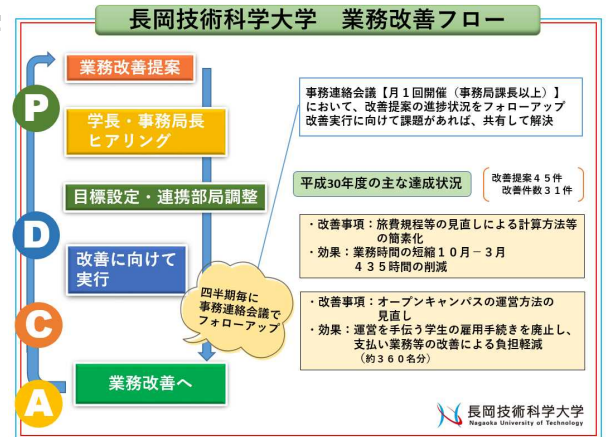 長岡技術科学大学　業務改善フロー
P
D
C
A
業務改善提案
学長・事務局長
ヒアリング
目標設定・連携部局調整
改善に向けて
実行
四半期毎に
事務連絡会議で
フォローアップ
業務改善へ
事務連絡会議【月１回開催（事務局課長以上）】
において、改善提案の進捗状況をフォローアップ
改善実行に向けて課題があれば、共有して解決
平成30年度の主な達成状況
改善提案４５件
改善件数３１件
・改善事項：旅費規程等の見直しによる計算方法等
の簡素化
・効果：業務時間の短縮１０月－３月
４３５時間の削減
・改善事項：オープンキャンパスの運営方法の
見直し
・効果：運営を手伝う学生の雇用手続きを廃止し、
支払い業務等の改善による負担軽減
（約３６０名分）
長岡技術科学大学
Nagaoka University of Technology